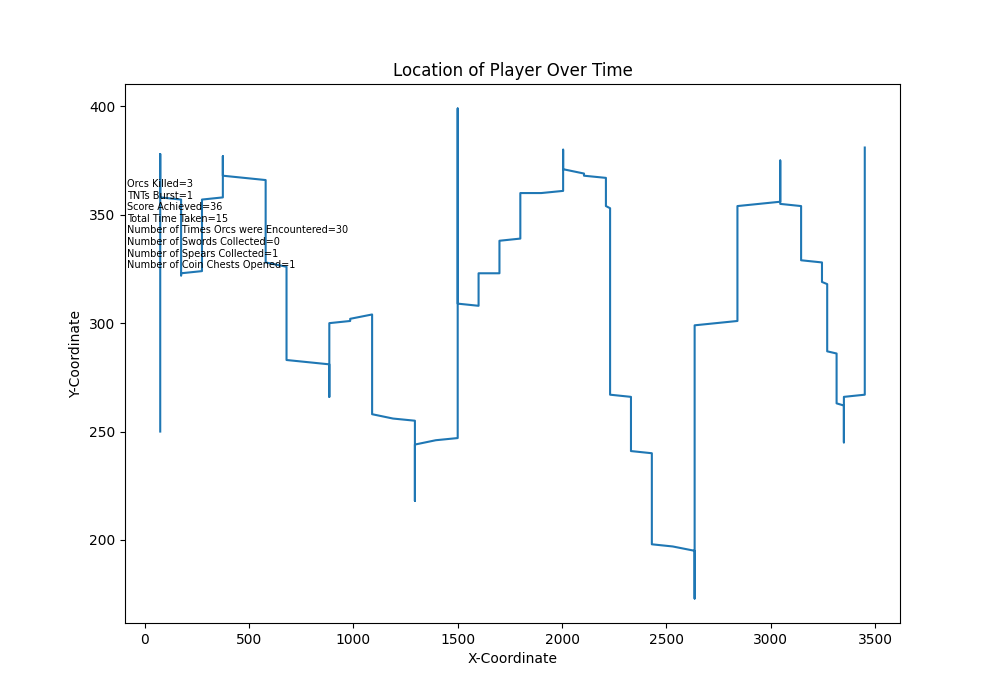 Location of Player Over Time
400
350
300
250
200
Y-Coordinate
Orcs Killed=3
TNTs Burst=1
Score Achieved=36
Total Time Taken=15
Number of Times Orcs were Encountered=30
Number of Swords Collected=0
Number of Spears Collected=1
Number of Coin Chests Opened=1
0 500 1000 1500 2000 2500 3000 3500
X-Coordinate